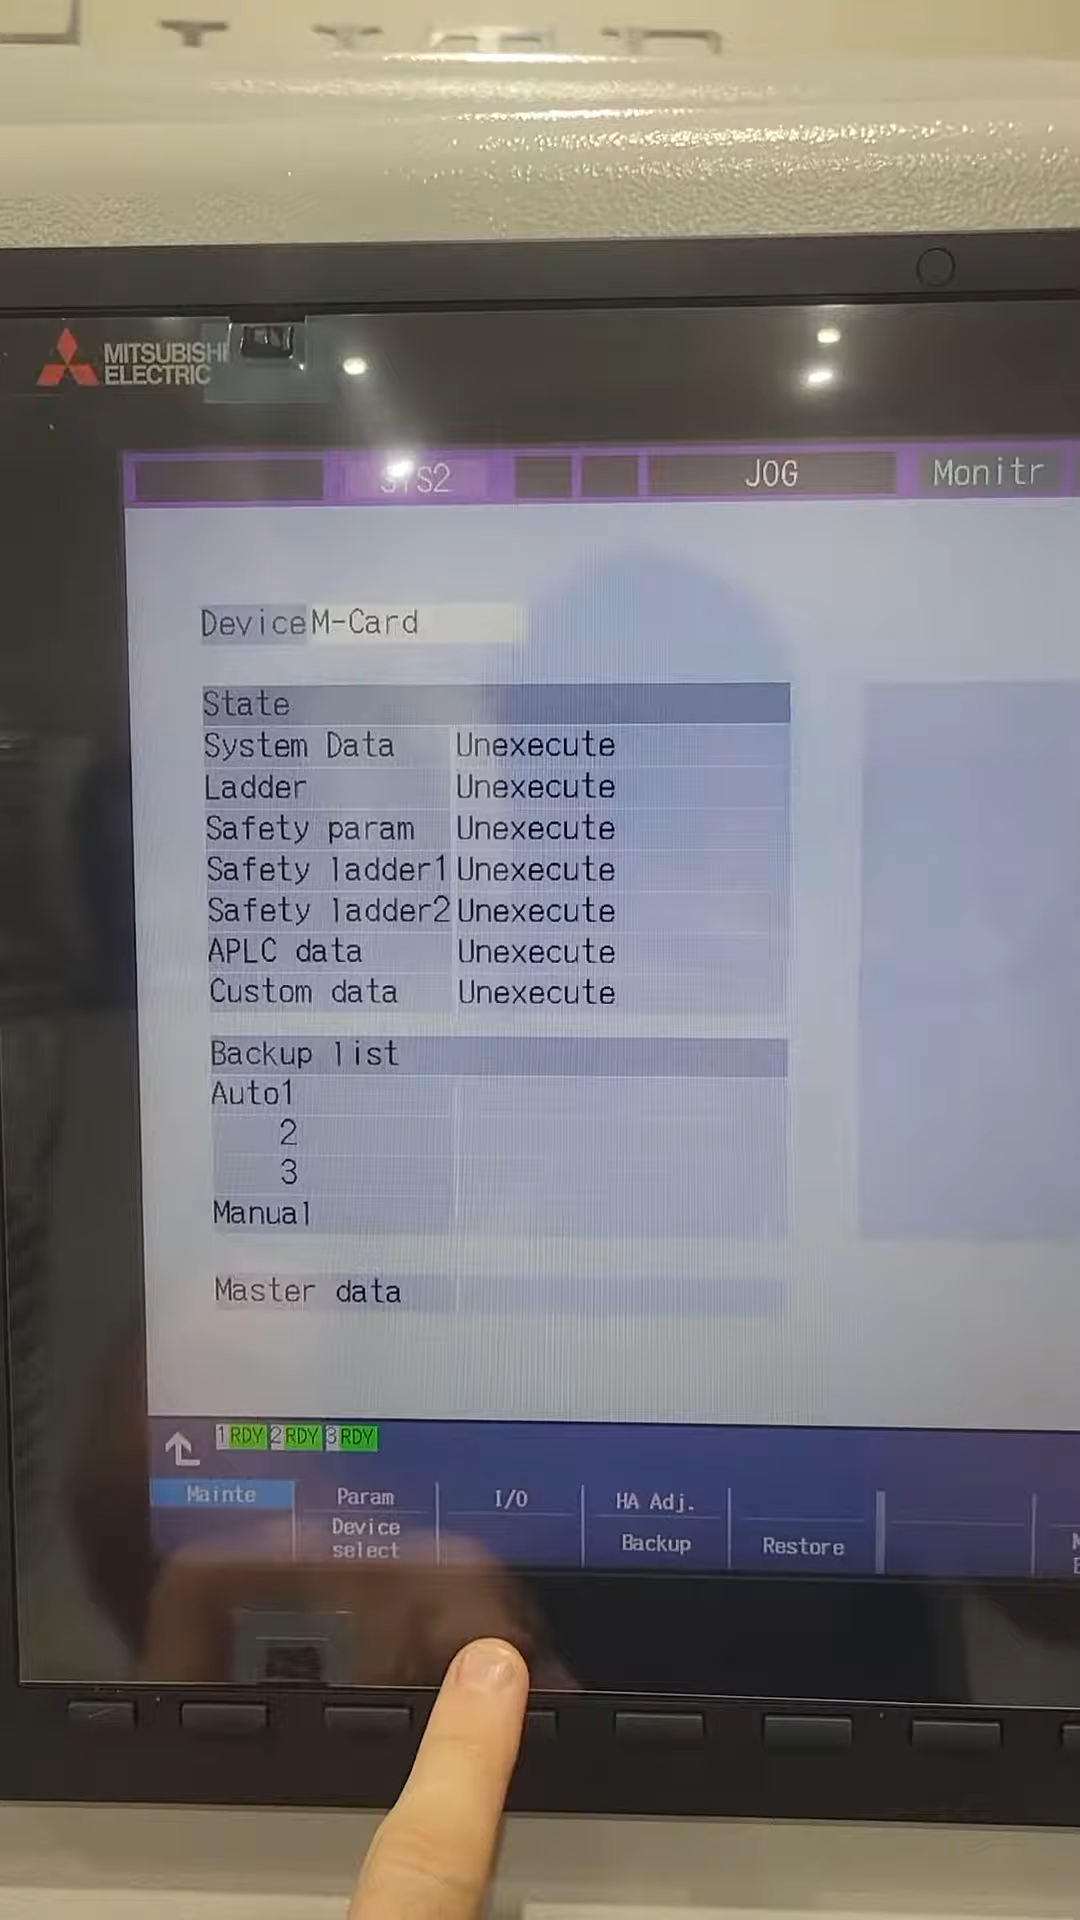 MITSUBISHI
ELECTRIC
SYS2 JOG Monitr
Device M-Card
State
System Data Unexecute
Ladder Unexecute
Safety param Unexecute
Safety ladder1 Unexecute
Safety ladder2 Unexecute
APLC data Unexecute
Custom data Unexecute
Backup list
Auto1
2
3
Manual
Master data
1 RDY 2 RDY 3 RDY
Mainte Param I/O HA Adj.
Device select Backup Restore